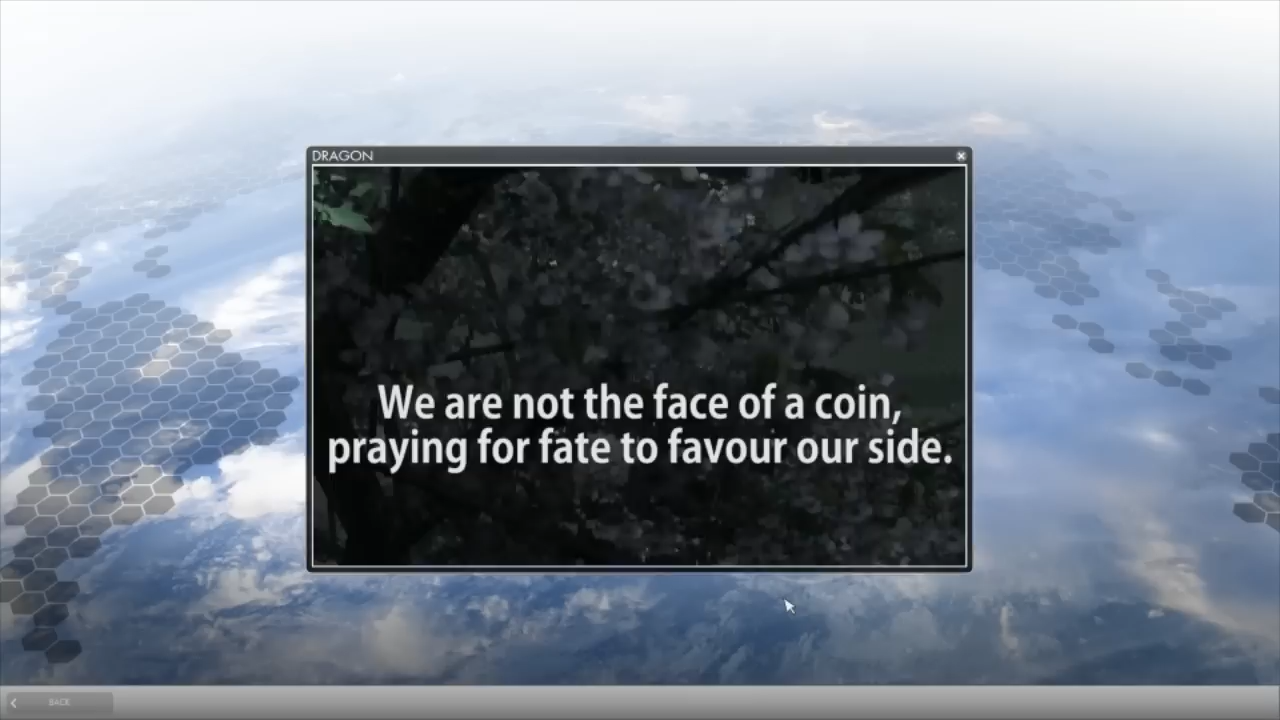 DRAGON
We are not the face of a coin,
praying for fate to favour our side.
BACK